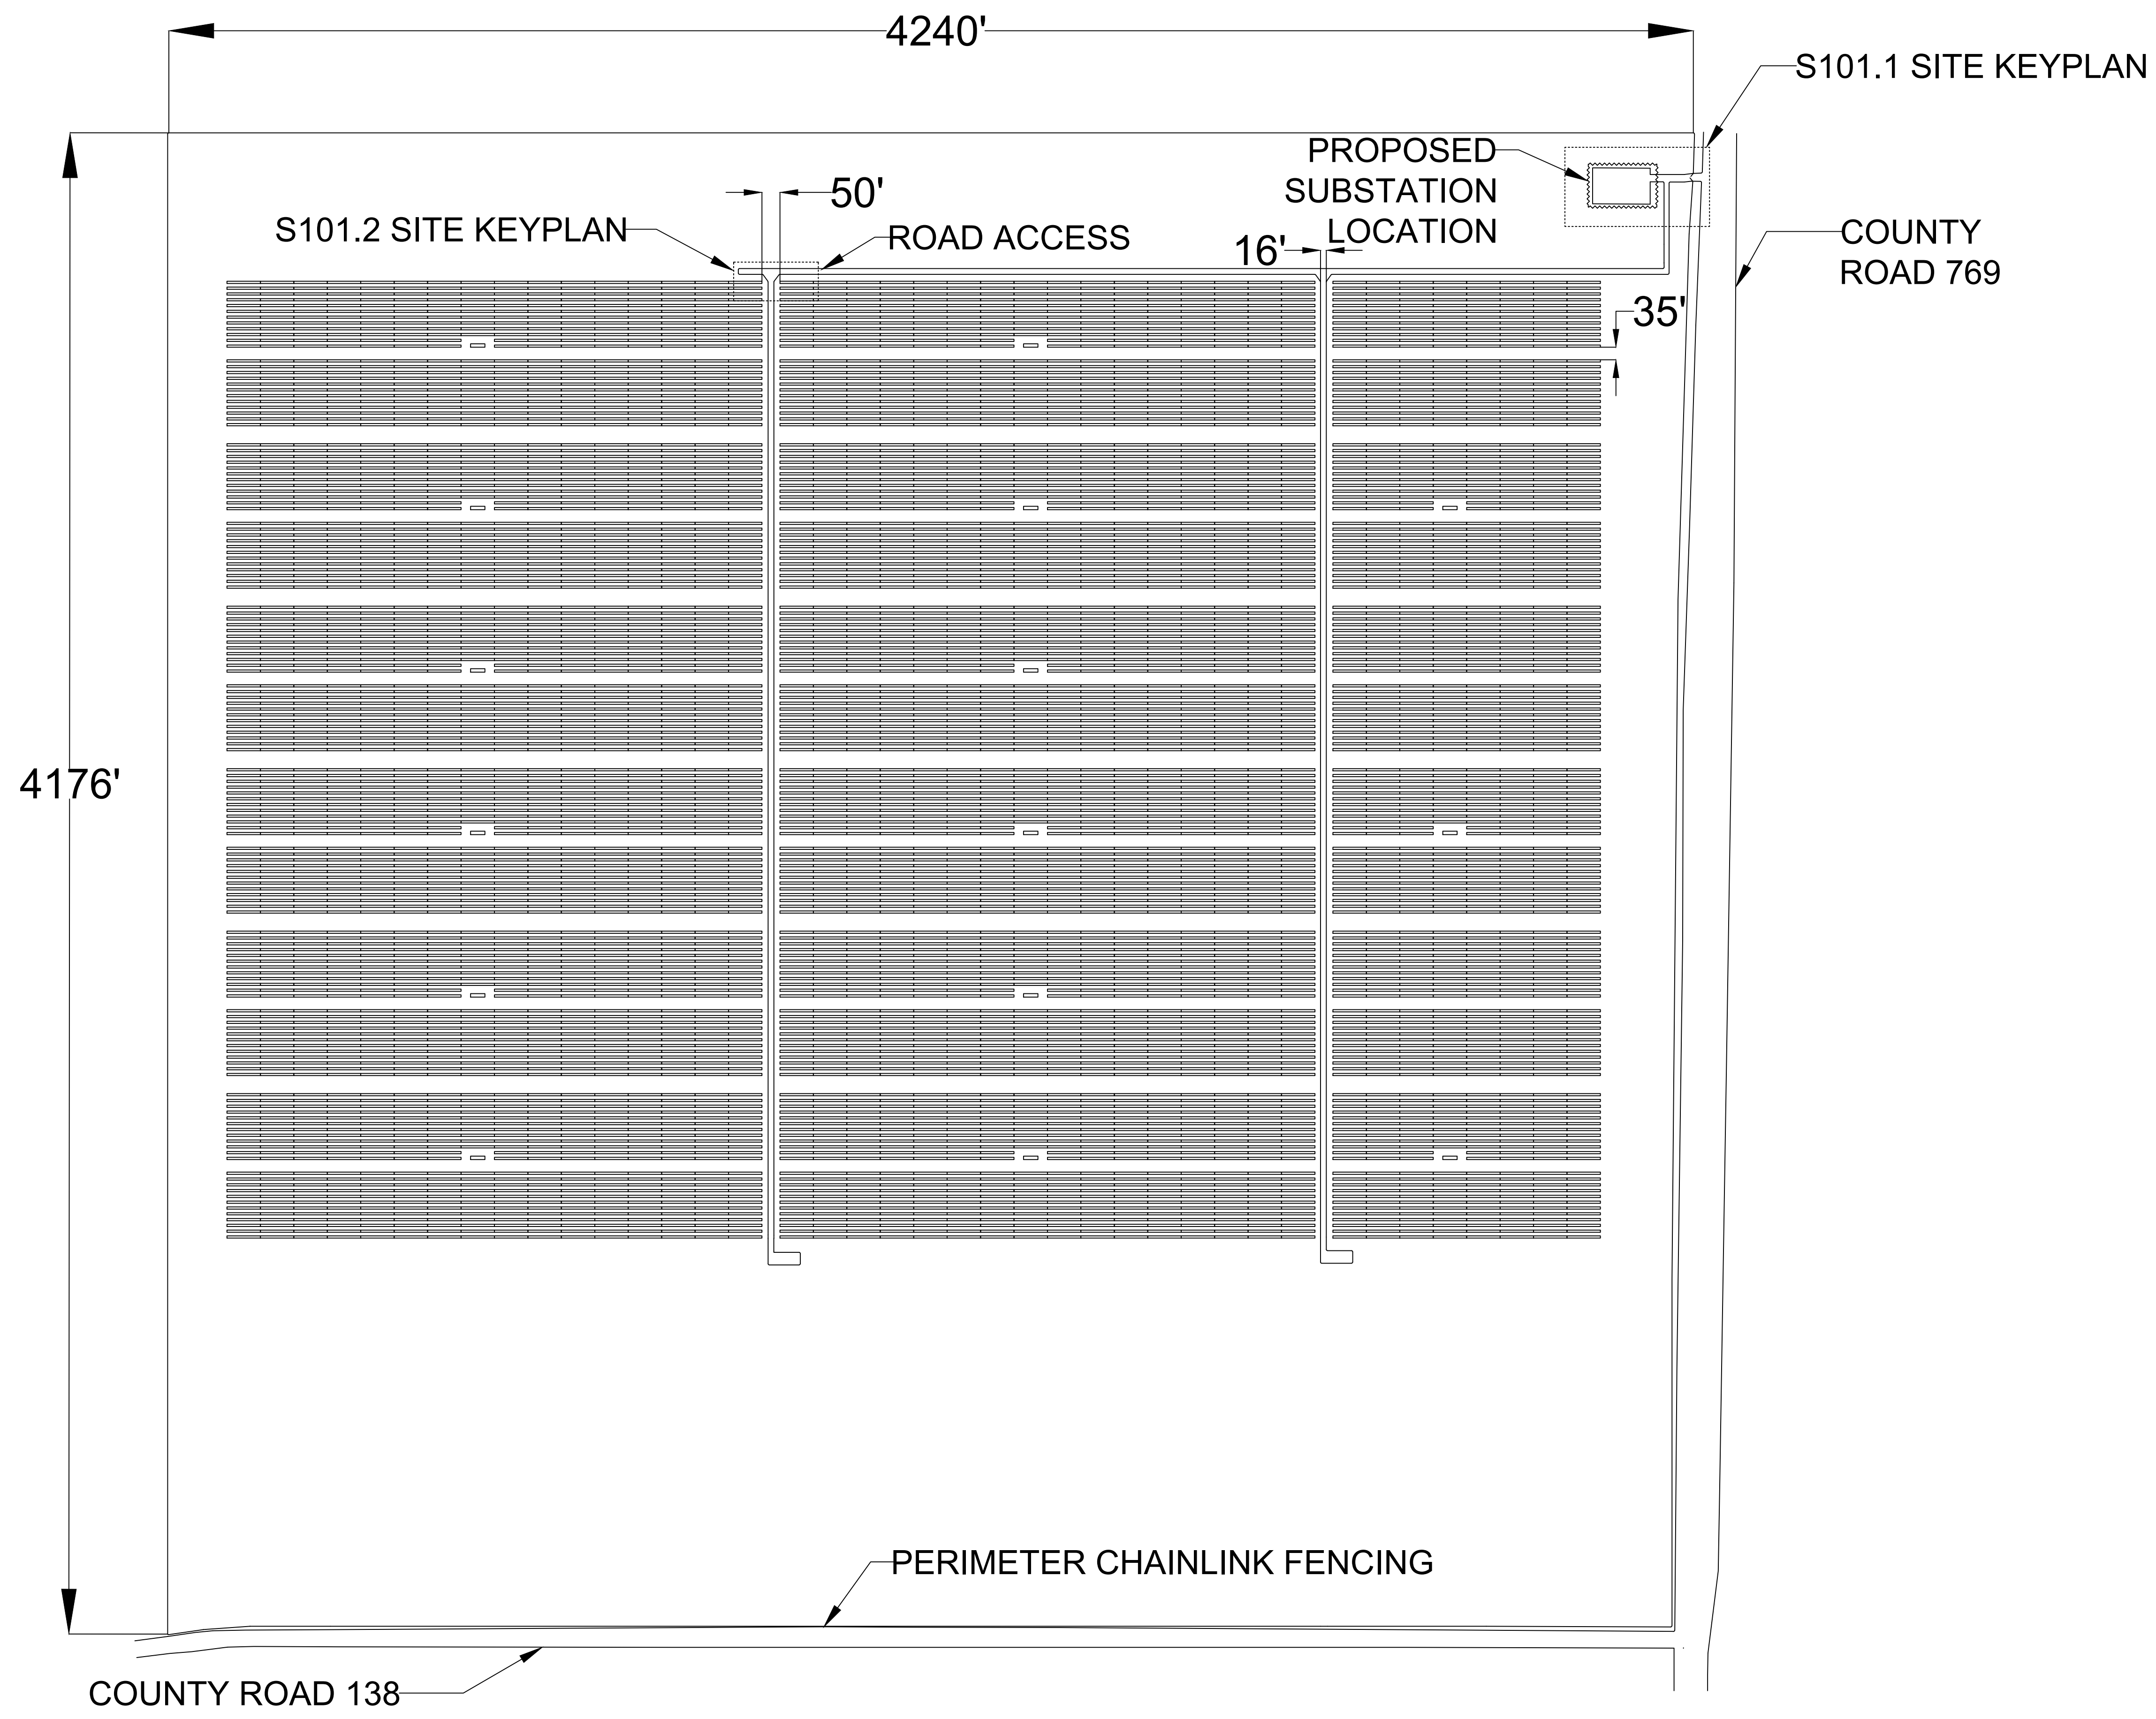 4240'
S101.1 SITE KEYPLAN
PROPOSED
SUBSTATION
LOCATION
50'
S101.2 SITE KEYPLAN
ROAD ACCESS
16'
COUNTY
ROAD 769
35'
4176'
PERIMETER CHAINLINK FENCING
COUNTY ROAD 138